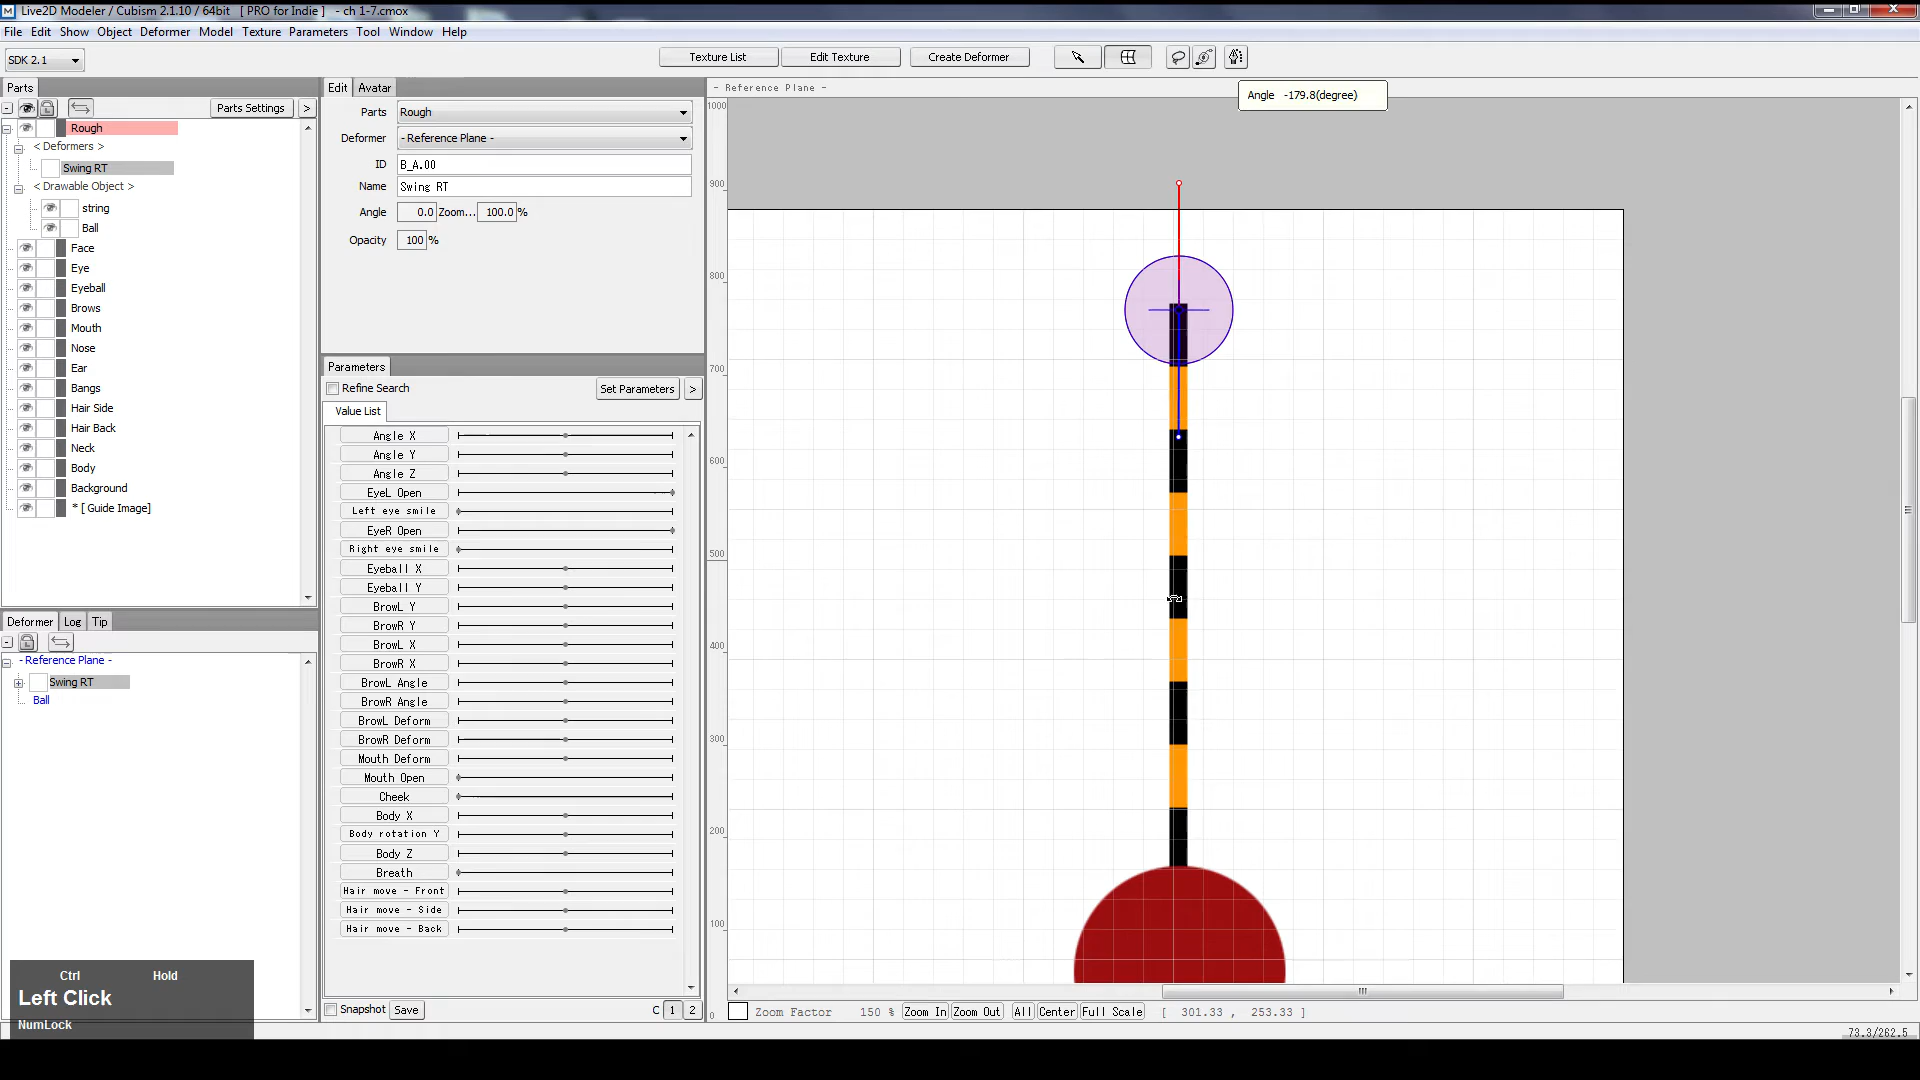 Live2D Modeler / Cubism 2.1.10 / 64bit   [ PRO for Indie ]   - ch 1-7.cmox
File Edit Show Object Deformer Model Texture Parameters Tool Window Help
SDK 2.1
Texture List
Edit Texture
Create Deformer
Parts
Parts Settings
>
Rough
< Deformers >
Swing RT
< Drawable Object >
string
Ball
Face
Eye
Eyeball
Brows
Mouth
Nose
Ear
Bangs
Hair Side
Hair Back
Neck
Body
Background
* [ Guide Image]
Deformer Log Tip
- Reference Plane -
Swing RT
Ball
Ctrl Hold
Left Click
NumLock
Edit Avatar
Parts Rough
Deformer - Reference Plane -
ID B_A.00
Name Swing RT
Angle 0.0 Zoom... 100.0 %
Opacity 100 %
Parameters
Refine Search
Set Parameters
>
Value List
Angle X
Angle Y
Angle Z
EyeL Open
Left eye smile
EyeR Open
Right eye smile
Eyeball X
Eyeball Y
BrowL Y
BrowR Y
BrowL X
BrowR X
BrowL Angle
BrowR Angle
BrowL Deform
BrowR Deform
Mouth Deform
Mouth Open
Cheek
Body X
Body rotation Y
Body Z
Breath
Hair move - Front
Hair move - Side
Hair move - Back
Snapshot Save C 1 2
- Reference Plane -
Angle -179.8(degree)
1000
900
800
700
600
500
400
300
200
100
0
Zoom Factor 150 % Zoom In Zoom Out All Center Full Scale [ 301.33 , 253.33 ]
73.3/262.5